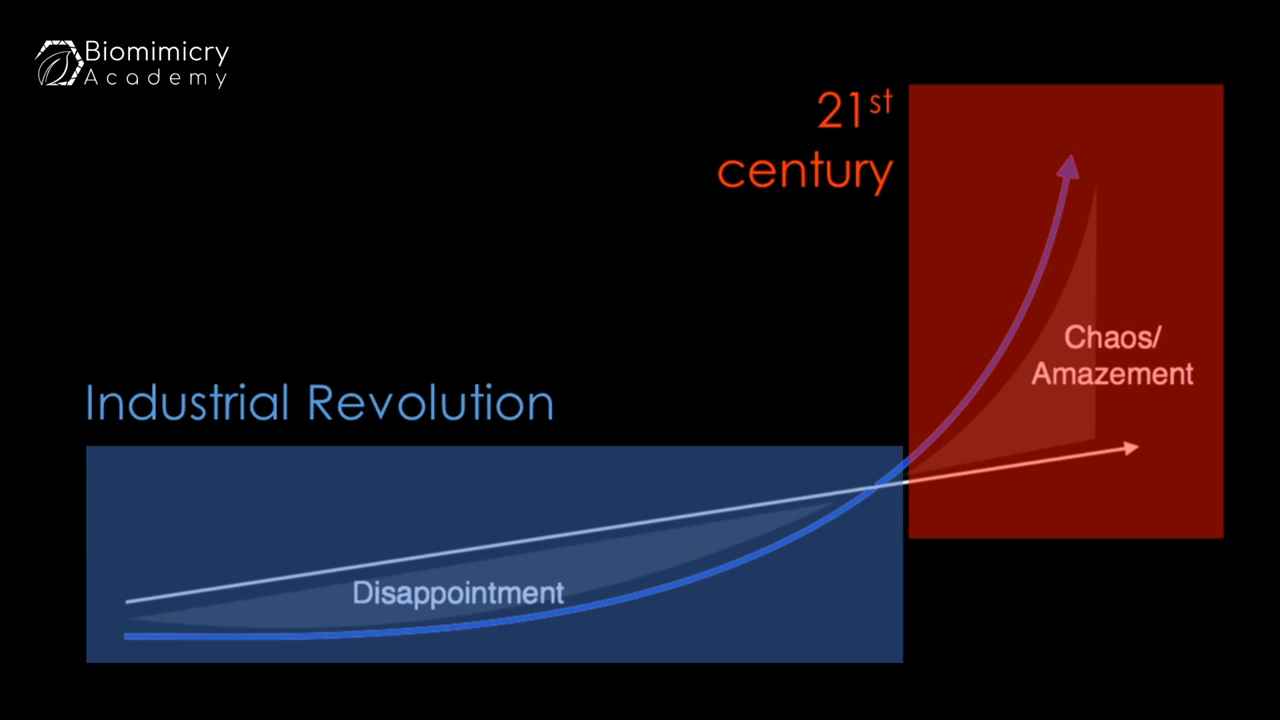 Biomimicry
Academy
21st
century
Chaos/
Amazement
Industrial Revolution
Disappointment